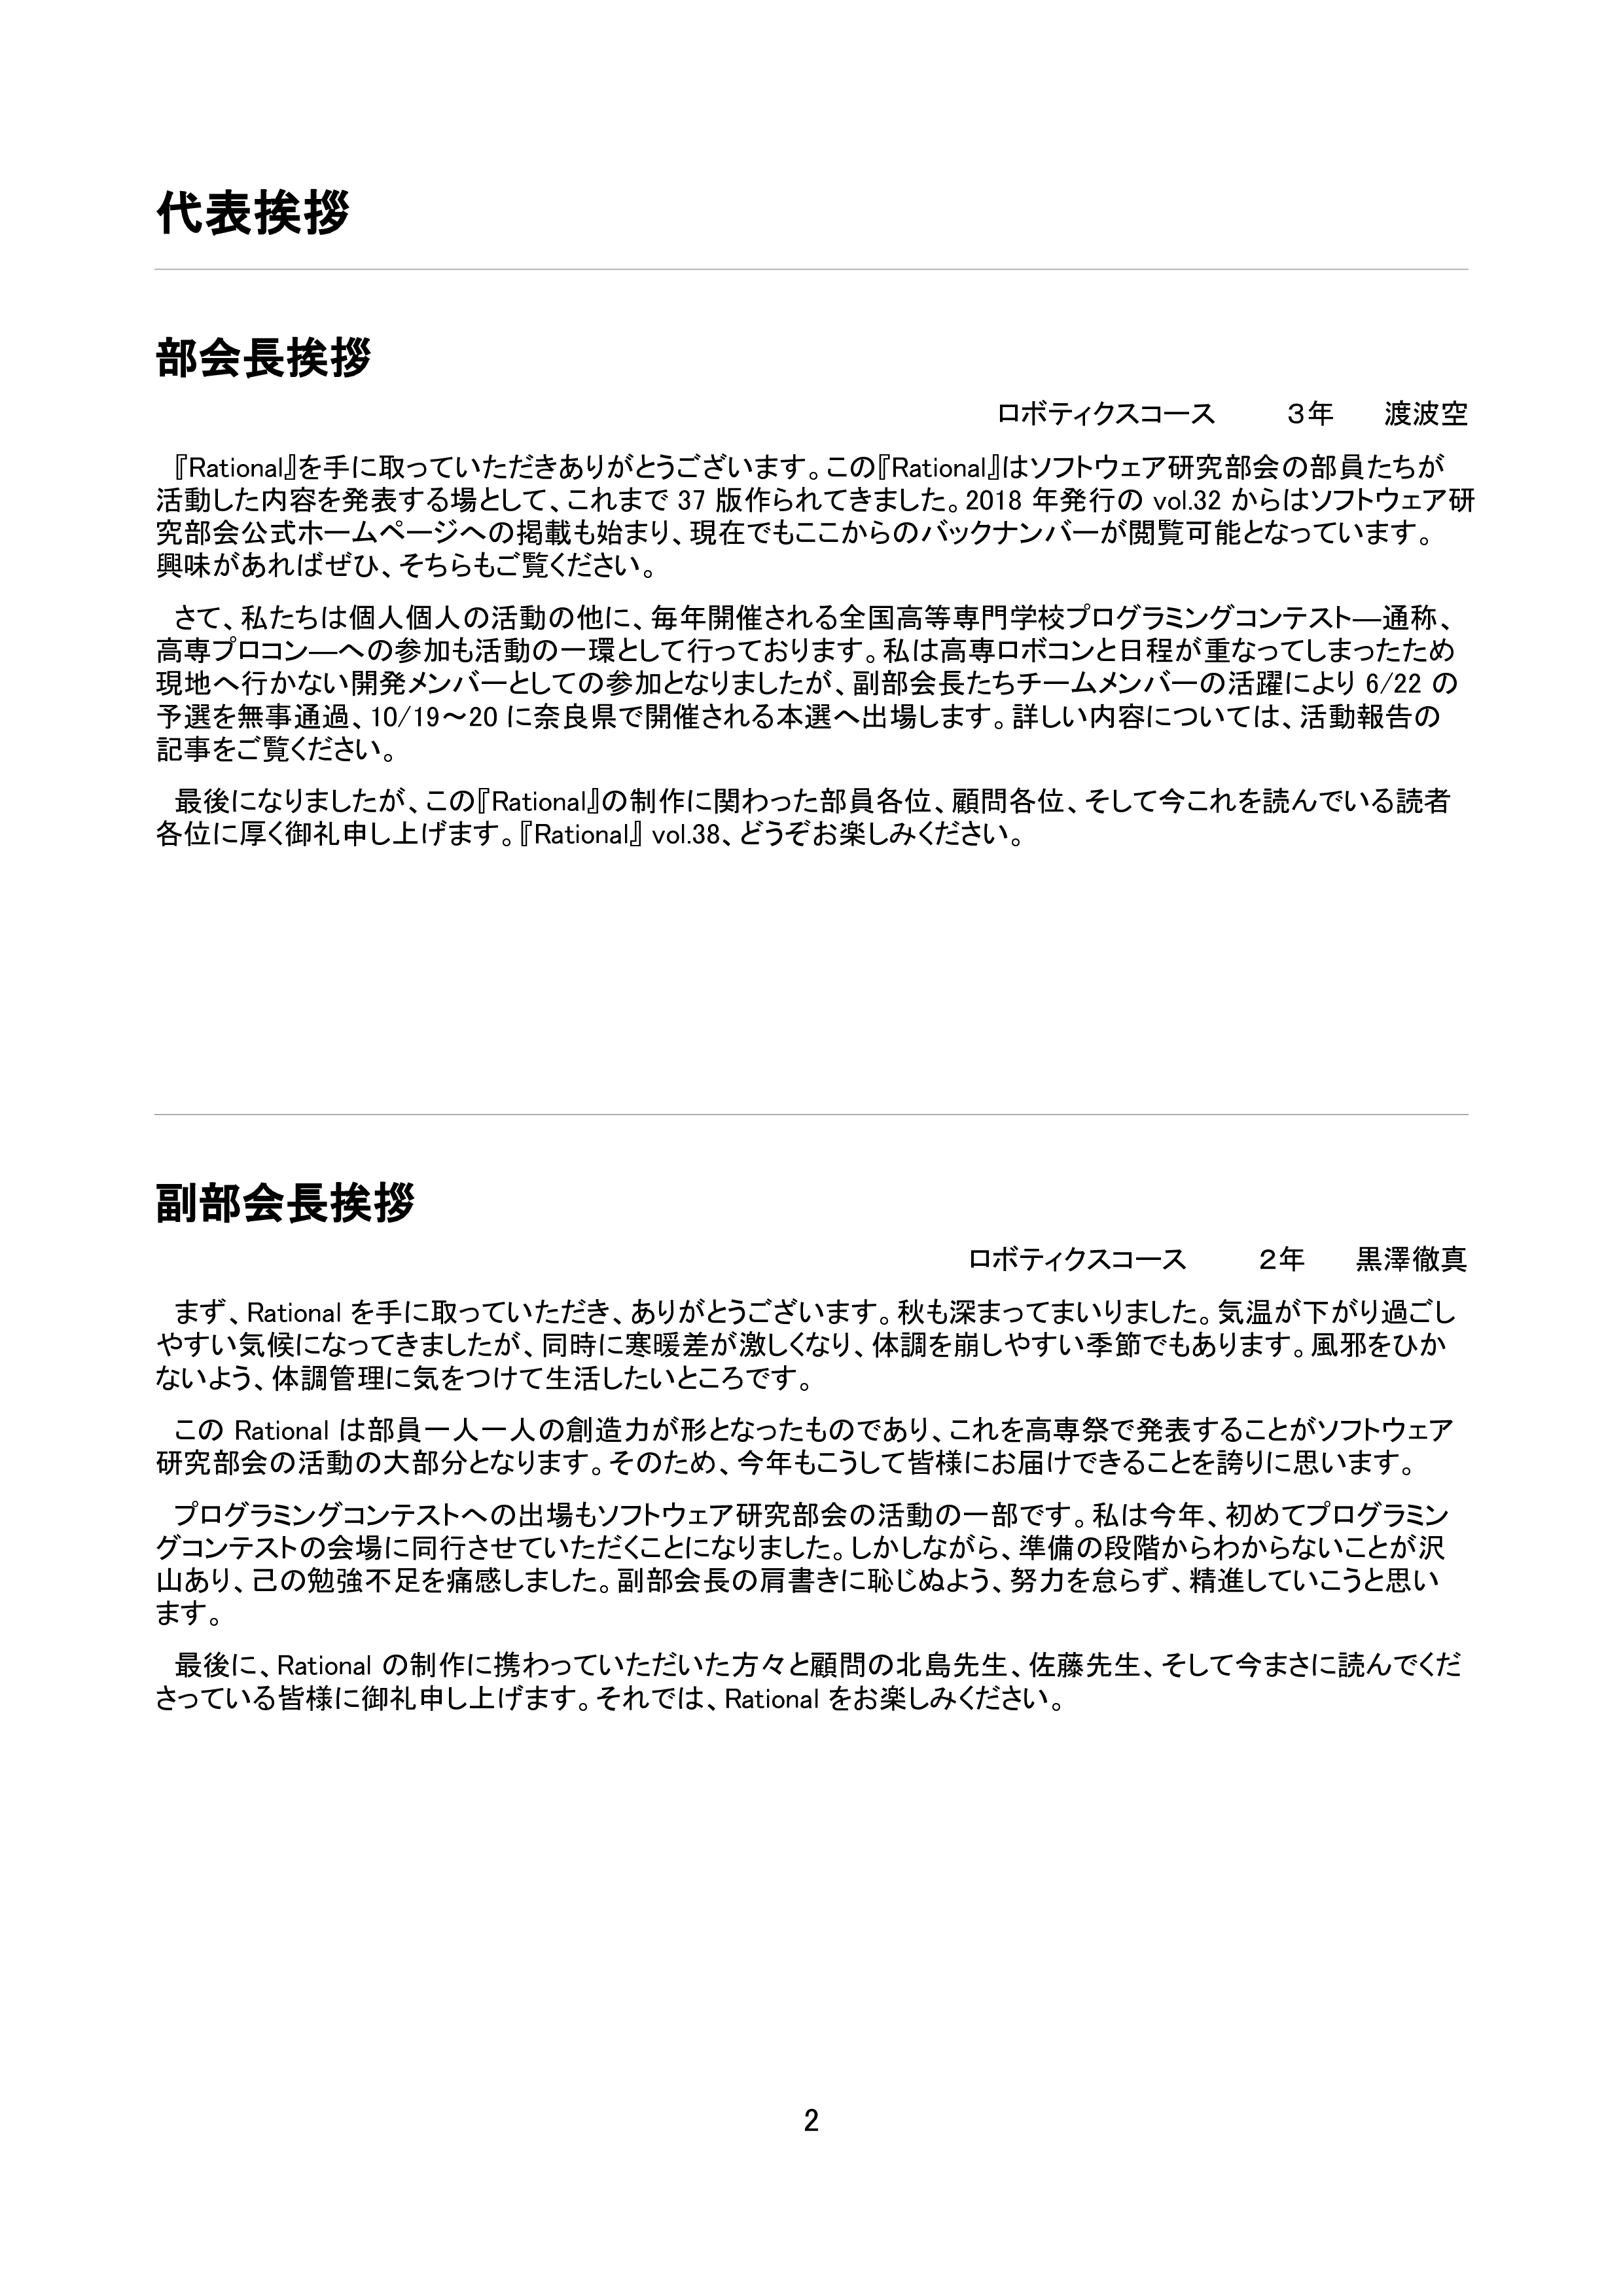 代表挨拶
部会長挨拶
ロボティクスコース　　3年　渡波空
『Rational』を手に取っていただきありがとうございます。この『Rational』はソフトウェア研究部会の部員たちが
活動した内容を発表する場として、これまで 37 版作られてきました。2018 年発行の vol.32 からはソフトウェア研
究部会公式ホームページへの掲載も始まり、現在でもここからのバックナンバーが閲覧可能となっています。
興味があればぜひ、そちらもご覧ください。
さて、私たちは個人個人の活動の他に、毎年開催される全国高等専門学校プログラミングコンテスト―通称、
高専プロコン―への参加も活動の一環として行っております。私は高専ロボコンと日程が重なってしまったため
現地へ行かない開発メンバーとしての参加となりましたが、副部会長たちチームメンバーの活躍により 6/22 の
予選を無事通過、10/19～20 に奈良県で開催される本選へ出場します。詳しい内容については、活動報告の
記事をご覧ください。
最後になりましたが、この『Rational』の制作に関わった部員各位、顧問各位、そして今これを読んでいる読者
各位に厚く御礼申し上げます。『Rational』 vol.38、どうぞお楽しみください。
副部会長挨拶
ロボティクスコース　　2年　黒澤徹真
まず、Rational を手に取っていただき、ありがとうございます。秋も深まってまいりました。気温が下がり過ごし
やすい気候になってきましたが、同時に寒暖差が激しくなり、体調を崩しやすい季節でもあります。風邪をひか
ないよう、体調管理に気をつけて生活したいところです。
この Rational は部員一人一人の創造力が形となったものであり、これを高専祭で発表することがソフトウェア
研究部会の活動の大部分となります。そのため、今年もこうして皆様にお届けできることを誇りに思います。
プログラミングコンテストへの出場もソフトウェア研究部会の活動の一部です。私は今年、初めてプログラミン
グコンテストの会場に同行させていただくことになりました。しかしながら、準備の段階からわからないことが沢
山あり、己の勉強不足を痛感しました。副部会長の肩書きに恥じぬよう、努力を怠らず、精進していこうと思い
ます。
最後に、Rational の制作に携わっていただいた方々と顧問の北島先生、佐藤先生、そして今まさに読んでくだ
さっている皆様に御礼申し上げます。それでは、Rational をお楽しみください。
2